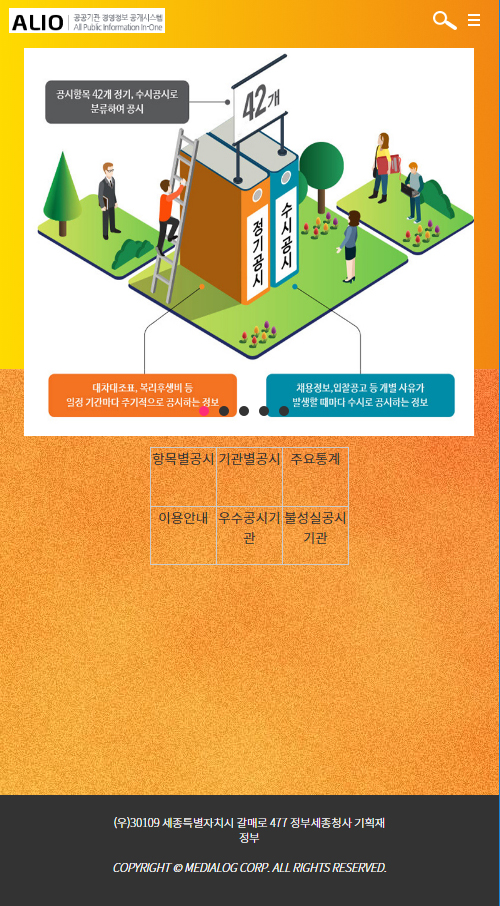 ALIO 공공기관 경영정보 공개시스템
All Public Information In-One
42개
공시항목 42개 정기, 수시공시로
분류하여 공시
정기공시
수시공시
대차대조표, 복리후생비 등
일정 기간마다 주기적으로 공시하는 정보
채용정보,입찰공고 등 개별 사유가
발생할 때마다 수시로 공시하는 정보
항목별공시 기관별공시 주요통계
이용안내 우수공시기 불성실공시
관 기관
(우)30109 세종특별자치시 갈매로 477 정부세종청사 기획재
정부
COPYRIGHT © MEDIALOG CORP. ALL RIGHTS RESERVED.